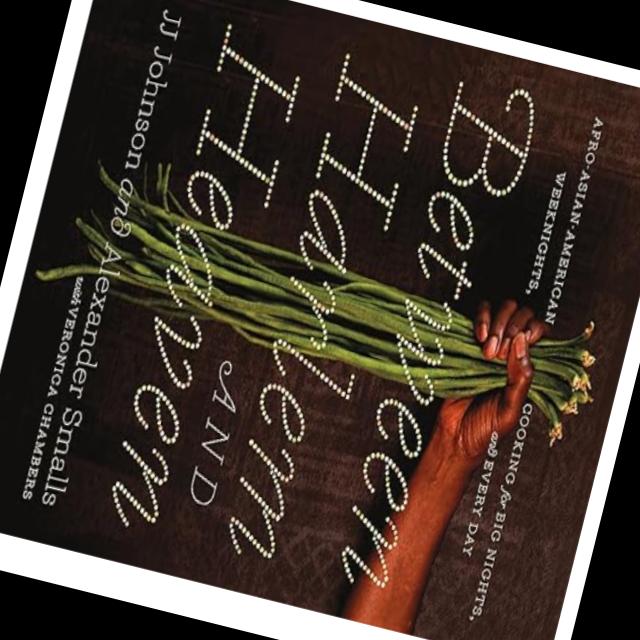 AFRO-ASIAN-AMERICAN COOKING for BIG NIGHTS,
WEEKNIGHTS, and EVERY DAY
Between
Harlem
AND
Heaven
JJ Johnson and Alexander Smalls
with VERONICA CHAMBERS